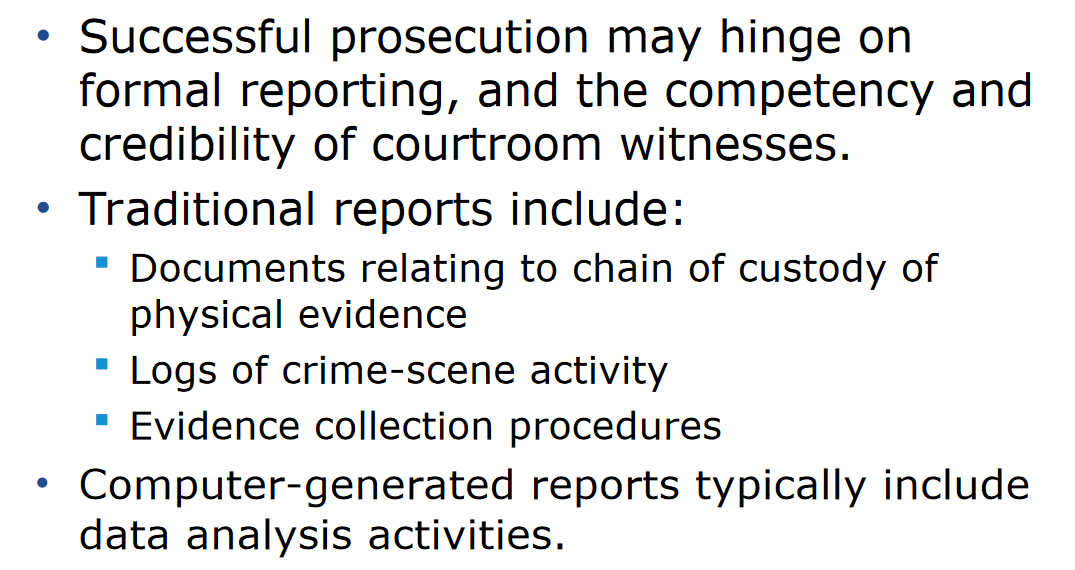 • Successful prosecution may hinge on
formal reporting, and the competency and
credibility of courtroom witnesses.
• Traditional reports include:
▪ Documents relating to chain of custody of
physical evidence
▪ Logs of crime-scene activity
▪ Evidence collection procedures
• Computer-generated reports typically include
data analysis activities.